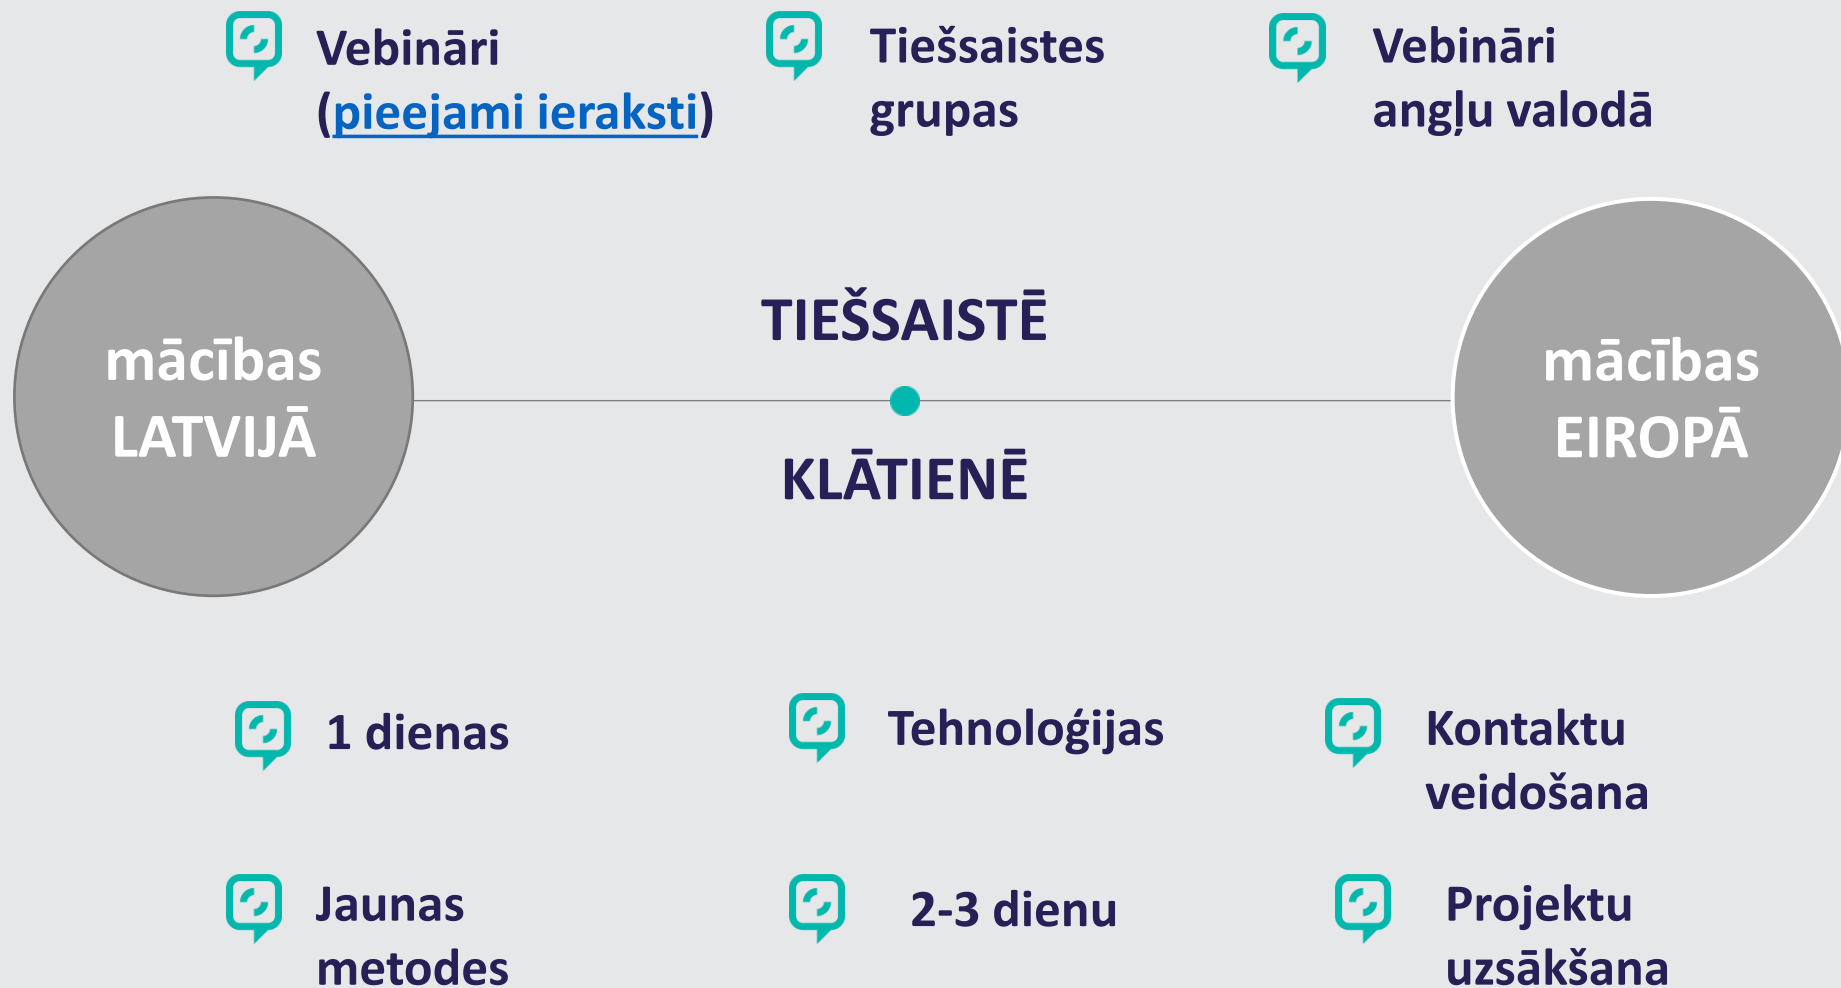 Vebināri
(pieejami ieraksti)
Tiešsaistes
grupas
Vebināri
angļu valodā
mācības
LATVIJĀ
TIEŠSAISTĒ
KLĀTIENĒ
mācības
EIROPĀ
1 dienas
Tehnoloģijas
Kontaktu
veidošana
Jaunas
metodes
2-3 dienu
Projektu
uzsākšana